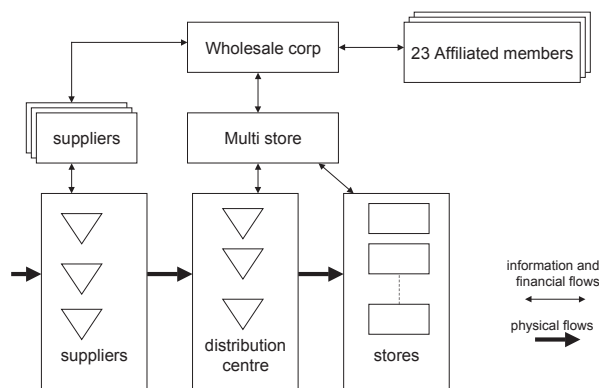 Wholesale corp
23 Affiliated members
suppliers
Multi store
information and
financial flows
physical flows
suppliers
distribution
centre
stores